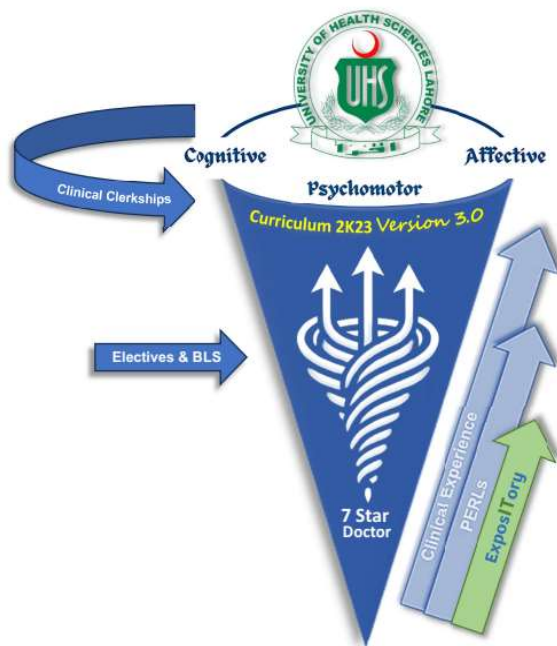 UNIVERSITY OF HEALTH SCIENCES LAHORE
UHS
Cognitive
Affective
Psychomotor
Clinical Clerkships
Curriculum 2K23 Version 3.0
Electives & BLS
7 Star
Doctor
Clinical Experience
PERLs
ExposITory